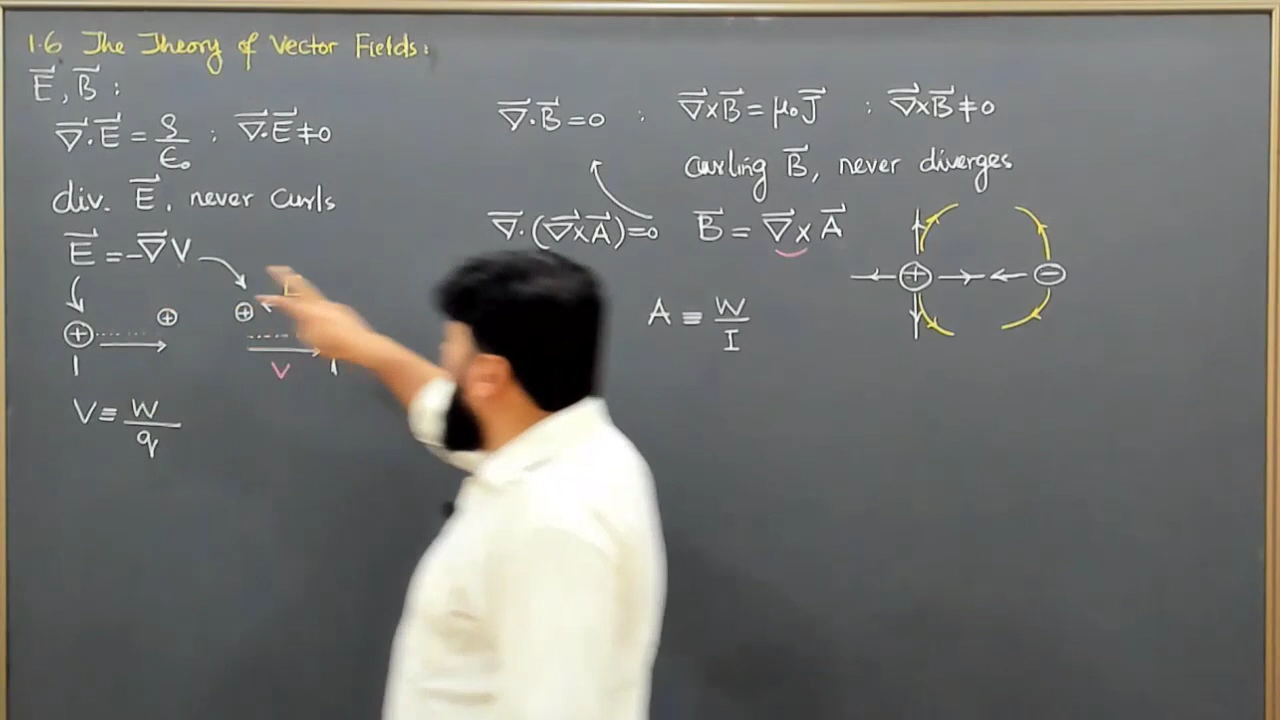 1.6 The Theory of Vector Fields:
E⃗, B⃗ :
∇⃗·E⃗ = ρ/ε₀ ; ∇⃗·E⃗ ≠ 0
div. E⃗, never curls
E⃗ = -∇⃗V
+ +
+
V
V ≡ W/q
∇⃗·B⃗ = 0 ; ∇⃗×B⃗ = μ₀J⃗ ; ∇⃗×B⃗ ≠ 0
curling B⃗, never diverges
∇⃗·(∇⃗×A⃗) = 0 B⃗ = ∇⃗×A⃗
+ −
A ≡ W/I